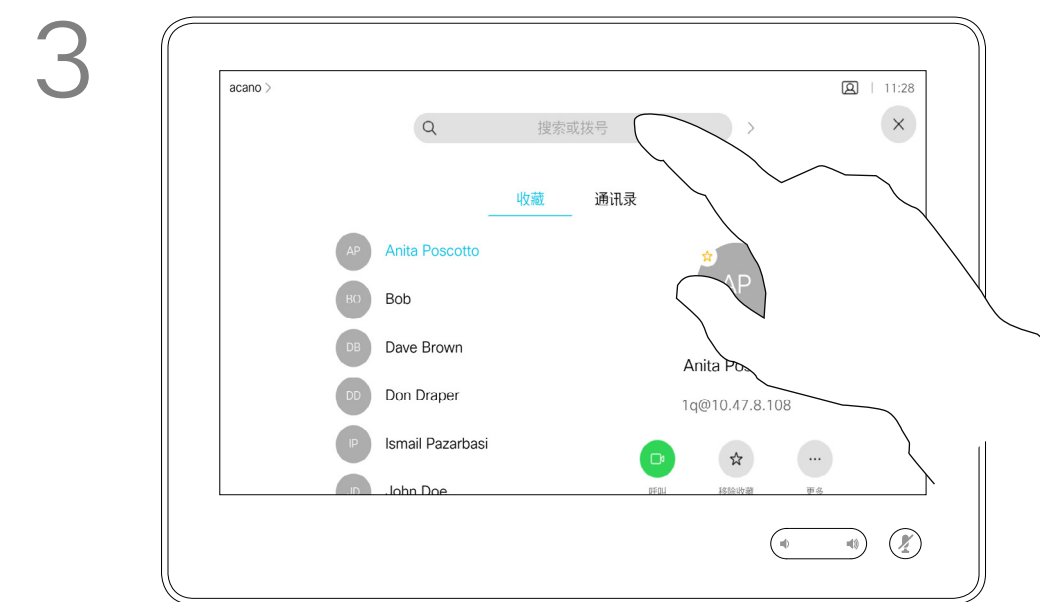 3
acano >
11:28
搜索或拨号
收藏 通讯录
AP Anita Poscotto
BO Bob
DB Dave Brown
DD Don Draper
IP Ismail Pazarbasi
JD John Doe
AP
Anita Pos
1q@10.47.8.108
呼叫 移除收藏 更多